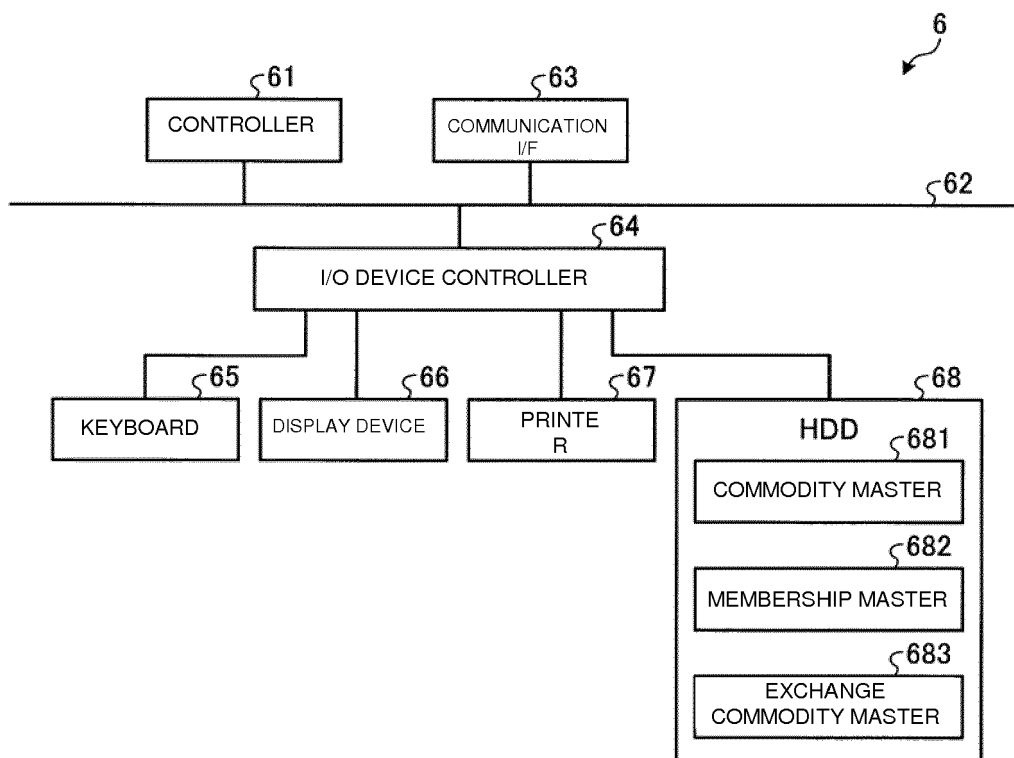 6
61
63
CONTROLLER
COMMUNICATION
I/F
62
64
I/O DEVICE CONTROLLER
65
66
67
68
KEYBOARD
DISPLAY DEVICE
PRINTE
R
HDD
681
COMMODITY MASTER
682
MEMBERSHIP MASTER
683
EXCHANGE
COMMODITY MASTER